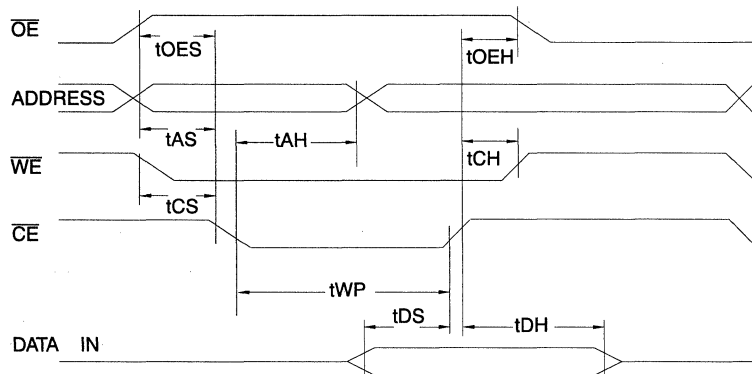 OE
tOES
tOEH
ADDRESS
tAS
tAH
tCH
WE
tCS
CE
tWP
tDS
tDH
DATA IN